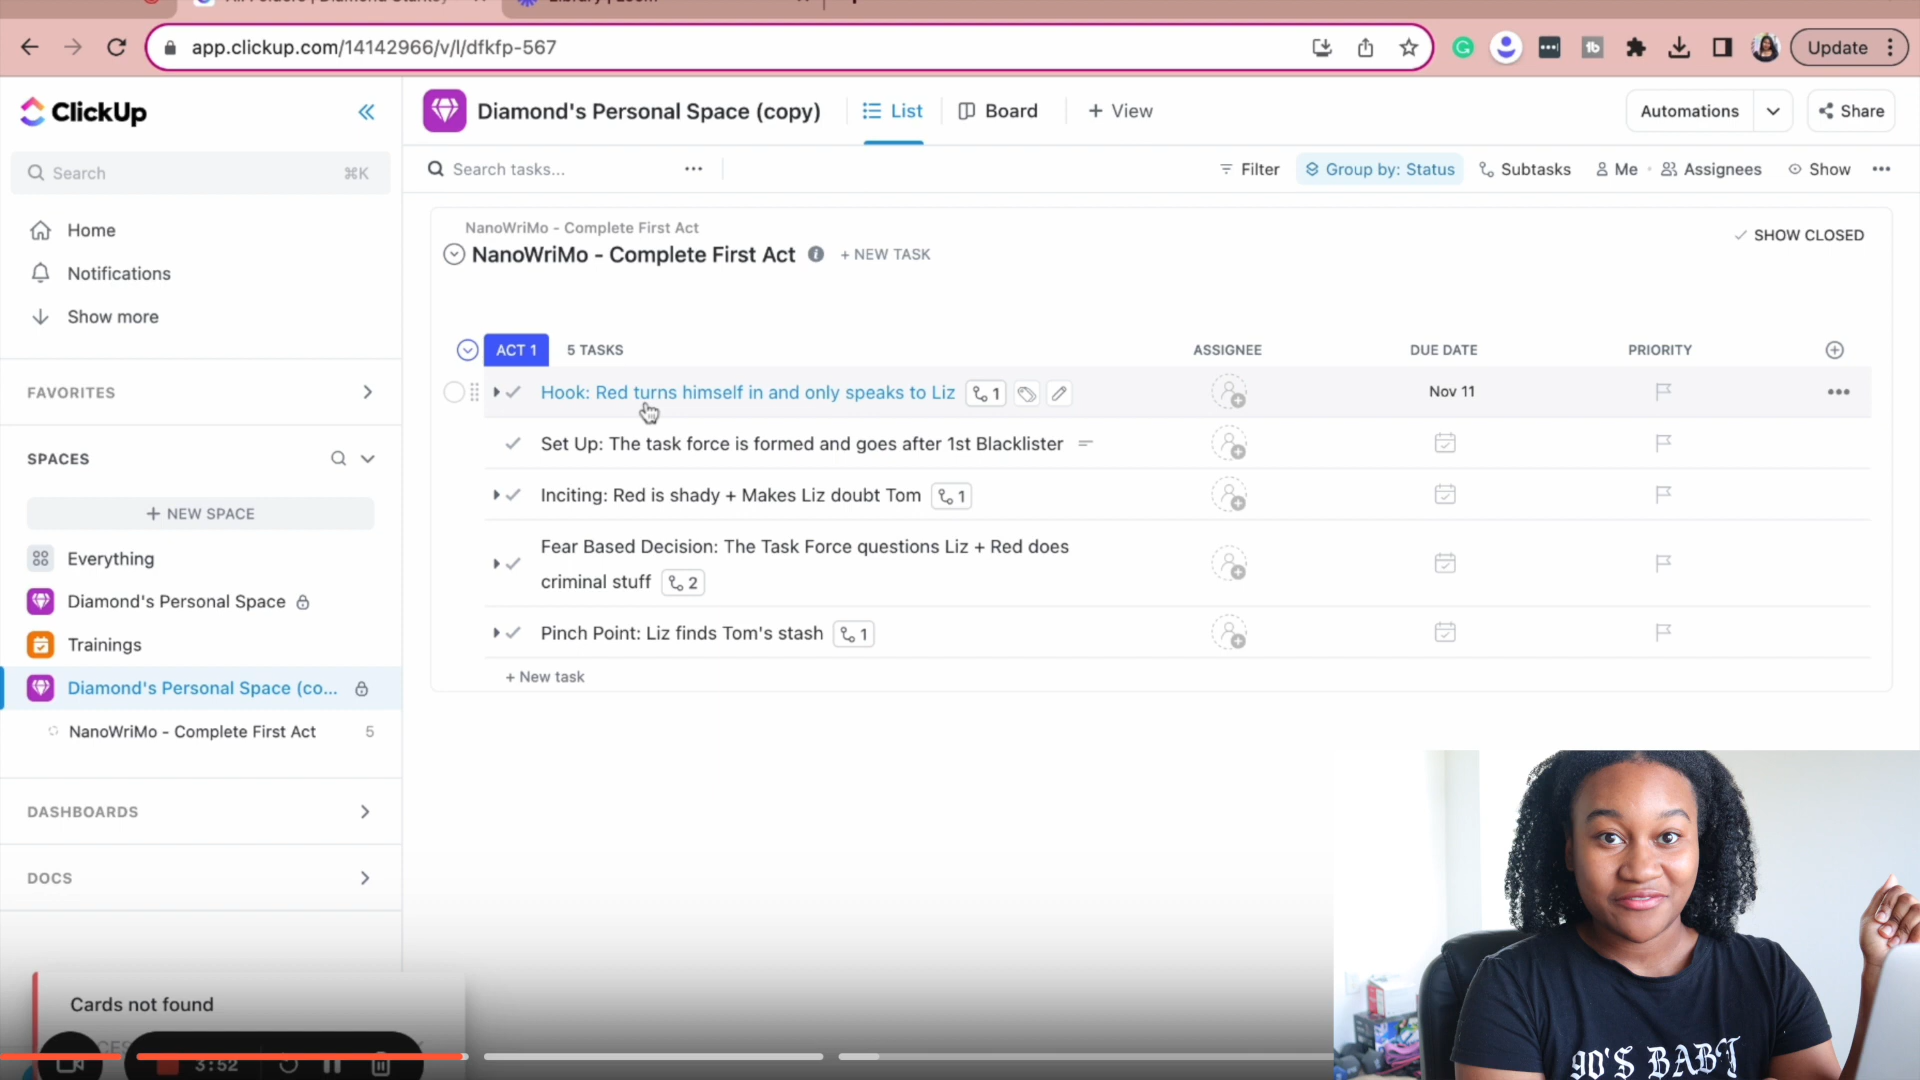 app.clickup.com/14142966/v/l/dfkfp-567
Update
ClickUp
Diamond's Personal Space (copy)
List
Board
+ View
Automations
Share
Search
⌘K
Search tasks...
Filter
Group by: Status
Subtasks
Me
Assignees
Show
Home
Notifications
Show more
NanoWriMo - Complete First Act
NanoWriMo - Complete First Act
+ NEW TASK
SHOW CLOSED
ACT 1
5 TASKS
ASSIGNEE
DUE DATE
PRIORITY
FAVORITES
Hook: Red turns himself in and only speaks to Liz
1
Nov 11
Set Up: The task force is formed and goes after 1st Blacklister
SPACES
Inciting: Red is shady + Makes Liz doubt Tom
1
+ NEW SPACE
Fear Based Decision: The Task Force questions Liz + Red does
criminal stuff
2
Everything
Diamond's Personal Space
Pinch Point: Liz finds Tom's stash
1
Trainings
+ New task
Diamond's Personal Space (co...
NanoWriMo - Complete First Act
5
DASHBOARDS
DOCS
Cards not found
3:52
90'S BABY